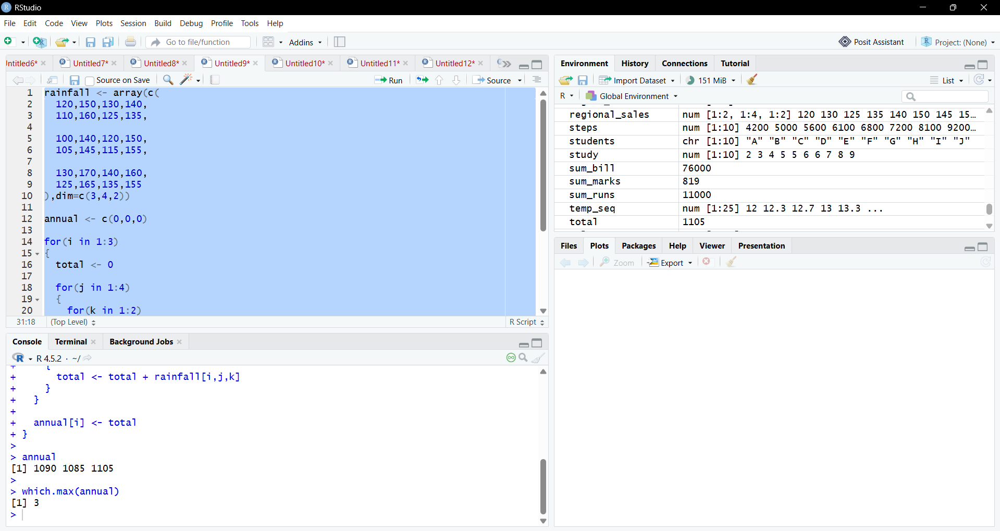 RStudio
File Edit Code View Plots Session Build Debug Profile Tools Help
Go to file/function Addins Posit Assistant Project: (None)
Untitled7* Untitled8* Untitled9* Untitled10* Untitled11* Untitled12*
Source on Save Run Source
1 rainfall <- array(c(
2   120,150,130,140,
3   110,160,125,135,
4
5   100,140,120,150,
6   105,145,115,155,
7
8   130,170,140,160,
9   125,165,135,155
10 ),dim=c(3,4,2))
11
12 annual <- c(0,0,0)
13
14 for(i in 1:3)
15 {
16   total <- 0
17
18   for(j in 1:4)
19   {
20     for(k in 1:2)
31:18 (Top Level) R Script
Console Terminal Background Jobs
R 4.5.2 · ~/
+       total <- total + rainfall[i,j,k]
+     }
+   }
+
+   annual[i] <- total
+ }
>
> annual
[1] 1090 1085 1105
>
> which.max(annual)
[1] 3
>
Environment History Connections Tutorial
Import Dataset 151 MiB List
R Global Environment
regional_sales num [1:2, 1:4, 1:2] 120 130 125 135 140 150 145 15…
steps num [1:10] 4200 5000 5600 6100 6800 7200 8100 9200…
students chr [1:10] "A" "B" "C" "D" "E" "F" "G" "H" "I" "J"
study num [1:10] 2 3 4 5 5 6 6 7 8 9
sum_bill 76000
sum_marks 819
sum_runs 11000
temp_seq num [1:25] 12 12.3 12.7 13 13.3 ...
total 1105
Files Plots Packages Help Viewer Presentation
Zoom Export